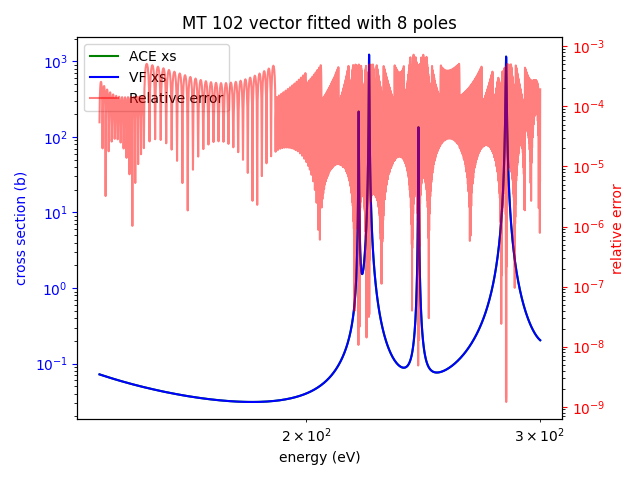 MT 102 vector fitted with 8 poles
ACE xs
VF xs
Relative error
10³
10²
10¹
10⁰
10⁻¹
cross section (b)
10⁻³
10⁻⁴
10⁻⁵
10⁻⁶
10⁻⁷
10⁻⁸
10⁻⁹
relative error
2 × 10²
3 × 10²
energy (eV)